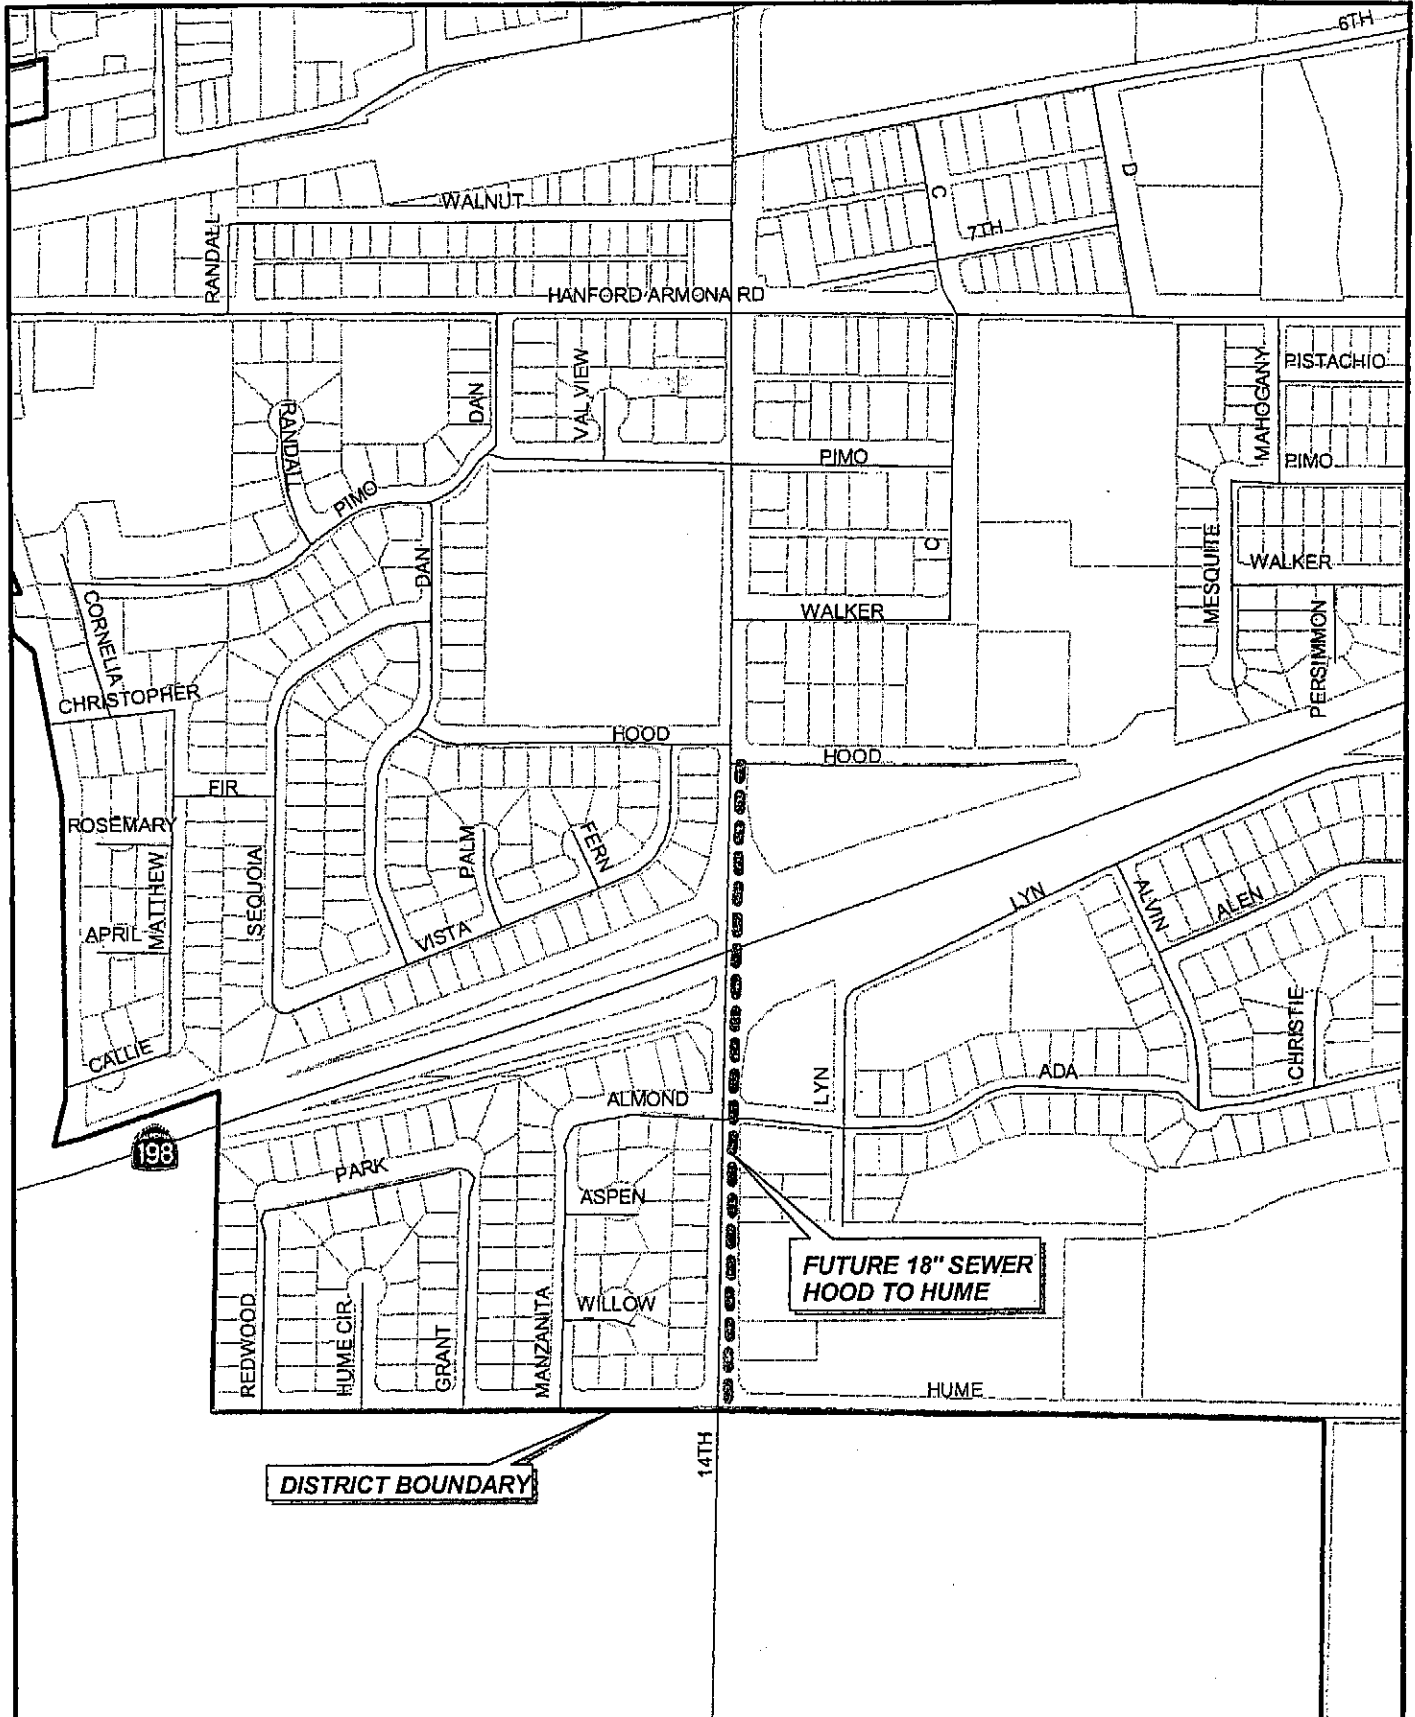 6TH
WALNUT
C
D
7TH
RANDALL
HANFORD ARMONA RD
VAL VIEW
DAN
MAHOGANY
PISTACHIO
RANDALL
PIMO
PIMO
PIMO
DAN
C
MESQUITE
WALKER
CORNELIA
WALKER
PERSIMMON
CHRISTOPHER
HOOD
HOOD
FIR
ROSEMARY
MATTHEW
SEQUOIA
PALM
FERN
LYN
ALVIN
ALEN
APRIL
VISTA
CHRISTIE
CALLIE
LYN
ADA
ALMOND
198
PARK
ASPEN
FUTURE 18" SEWER
HOOD TO HUME
REDWOOD
HUME CIR
GRANT
MANZANITA
WILLOW
HUME
14TH
DISTRICT BOUNDARY